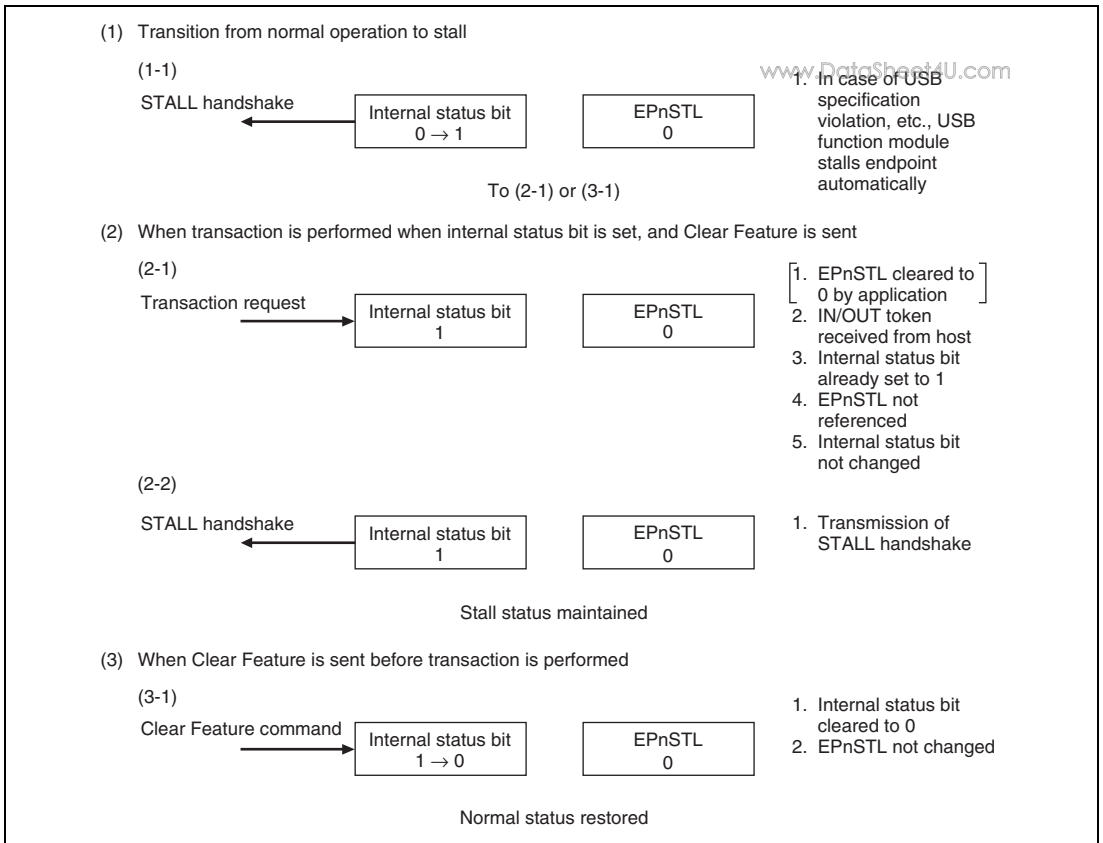 (1) Transition from normal operation to stall
(1-1)
www.DataSheet4U.com
STALL handshake
Internal status bit
0 → 1
EPnSTL
0
1. In case of USB
specification
violation, etc., USB
function module
stalls endpoint
automatically
To (2-1) or (3-1)
(2) When transaction is performed when internal status bit is set, and Clear Feature is sent
(2-1)
Transaction request
Internal status bit
1
EPnSTL
0
1. EPnSTL cleared to
0 by application
2. IN/OUT token
received from host
3. Internal status bit
already set to 1
4. EPnSTL not
referenced
5. Internal status bit
not changed
(2-2)
STALL handshake
Internal status bit
1
EPnSTL
0
1. Transmission of
STALL handshake
Stall status maintained
(3) When Clear Feature is sent before transaction is performed
(3-1)
Clear Feature command
Internal status bit
1 → 0
EPnSTL
0
1. Internal status bit
cleared to 0
2. EPnSTL not changed
Normal status restored